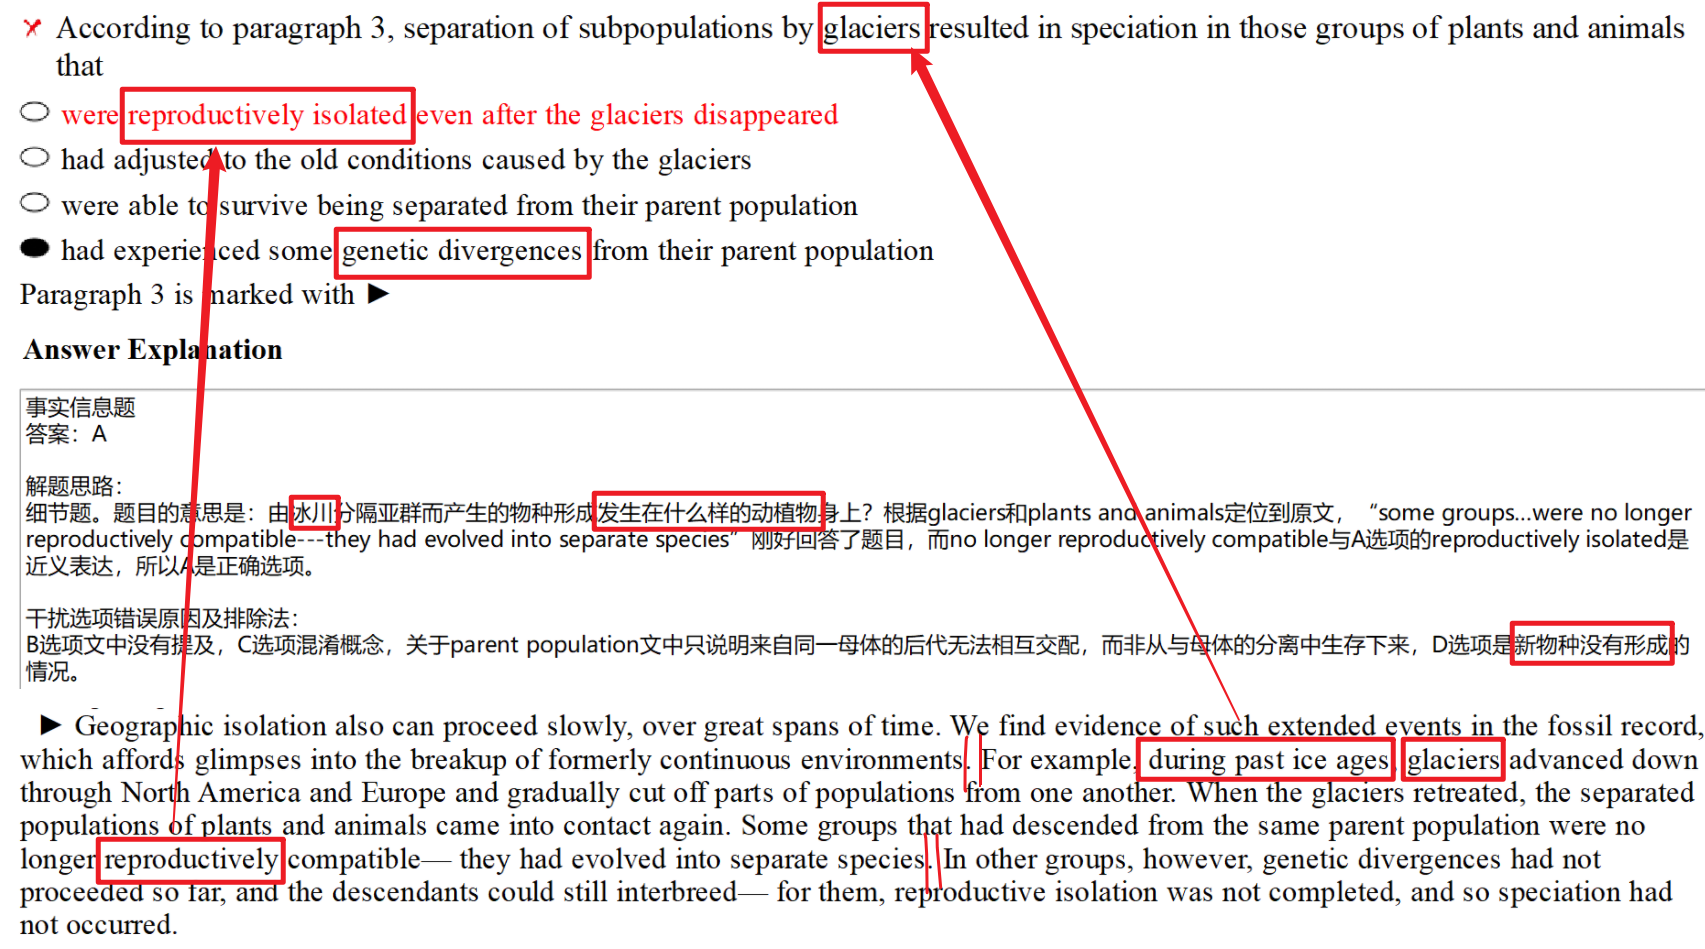 According to paragraph 3, separation of subpopulations by glaciers resulted in speciation in those groups of plants and animals
that
were reproductively isolated even after the glaciers disappeared
had adjusted to the old conditions caused by the glaciers
were able to survive being separated from their parent population
had experienced some genetic divergences from their parent population
Paragraph 3 is marked with ►
Answer Explanation
事实信息题
答案：A
解题思路：
细节题。题目的意思是：由冰川分隔亚群而产生的物种形成发生在什么样的动植物身上？根据glaciers和plants and animals定位到原文，“some groups...were no longer
reproductively compatible---they had evolved into separate species”刚好回答了题目，而no longer reproductively compatible与A选项的reproductively isolated是
近义表达，所以A是正确选项。
干扰选项错误原因及排除法：
B选项文中没有提及，C选项混淆概念，关于parent population文中只说明来自同一母体的后代无法相互交配，而非从与母体的分离中生存下来，D选项是新物种没有形成的
情况。
► Geographic isolation also can proceed slowly, over great spans of time. We find evidence of such extended events in the fossil record,
which affords glimpses into the breakup of formerly continuous environments. For example, during past ice ages, glaciers advanced down
through North America and Europe and gradually cut off parts of populations from one another. When the glaciers retreated, the separated
populations of plants and animals came into contact again. Some groups that had descended from the same parent population were no
longer reproductively compatible— they had evolved into separate species. In other groups, however, genetic divergences had not
proceeded so far, and the descendants could still interbreed— for them, reproductive isolation was not completed, and so speciation had
not occurred.